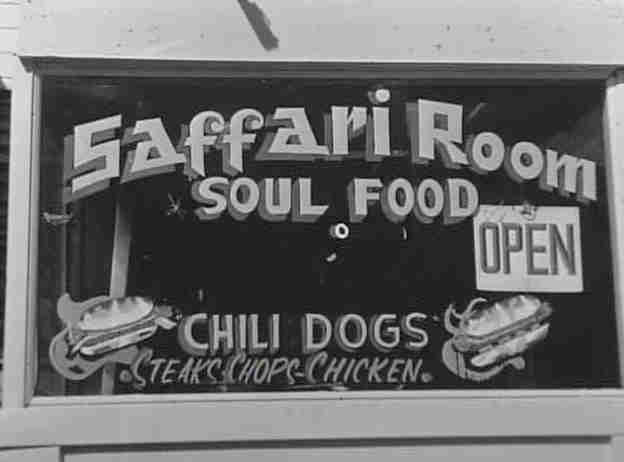 Saffari Room
SOUL FOOD
OPEN
CHILI DOGS
•STEAKS-CHOPS-CHICKEN•